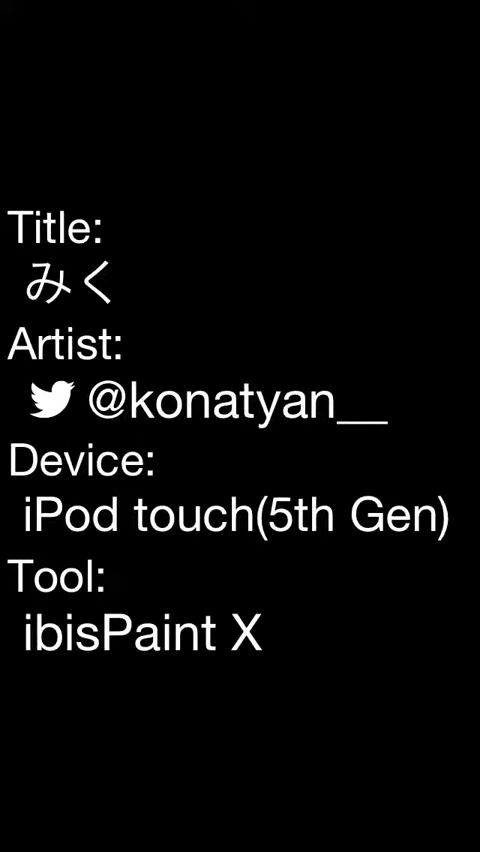 Title:
みく
Artist:
@konatyan__
Device:
iPod touch(5th Gen)
Tool:
ibisPaint X